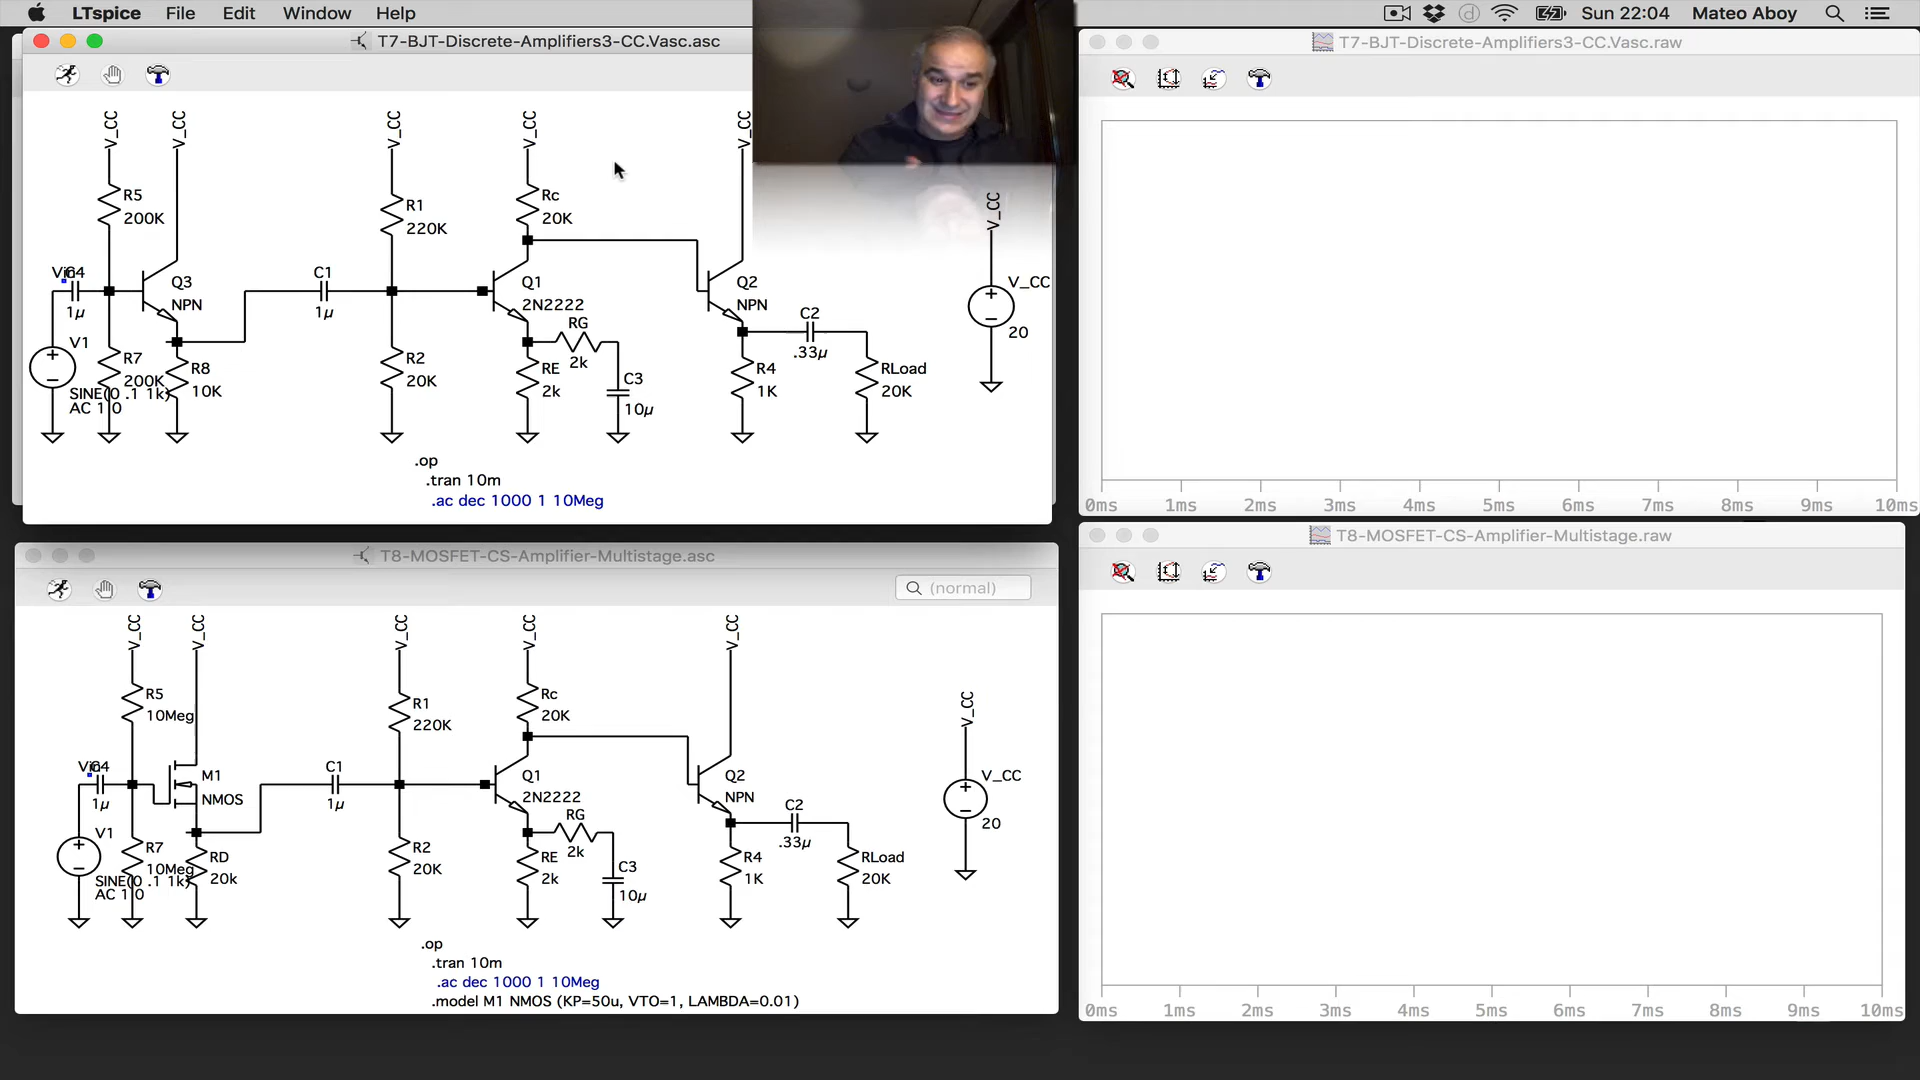 LTspice File Edit Window Help
Sun 22:04 Mateo Aboy
T7-BJT-Discrete-Amplifiers3-CC.Vasc.asc
V_CC
V_CC
V_CC
V_CC
V_CC
R5
200K
R1
220K
Rc
20K
V_CC
Vin
C4
1µ
Q3
NPN
C1
1µ
Q1
2N2222
Q2
NPN
V_CC
20
V1
SINE(0 .1 1k)
AC 1 0
R7
200K
R8
10K
R2
20K
RG
2k
RE
2k
C3
10µ
C2
.33µ
R4
1K
RLoad
20K
.op
.tran 10m
.ac dec 1000 1 10Meg
T7-BJT-Discrete-Amplifiers3-CC.Vasc.raw
0ms 1ms 2ms 3ms 4ms 5ms 6ms 7ms 8ms 9ms 10ms
T8-MOSFET-CS-Amplifier-Multistage.asc
(normal)
V_CC
V_CC
V_CC
V_CC
V_CC
R5
10Meg
R1
220K
Rc
20K
V_CC
Vin
C4
1µ
M1
NMOS
C1
1µ
Q1
2N2222
Q2
NPN
V_CC
20
V1
SINE(0 .1 1k)
AC 1 0
R7
10Meg
RD
20k
R2
20K
RG
2k
RE
2k
C3
10µ
C2
.33µ
R4
1K
RLoad
20K
.op
.tran 10m
.ac dec 1000 1 10Meg
.model M1 NMOS (KP=50u, VTO=1, LAMBDA=0.01)
T8-MOSFET-CS-Amplifier-Multistage.raw
0ms 1ms 2ms 3ms 4ms 5ms 6ms 7ms 8ms 9ms 10ms